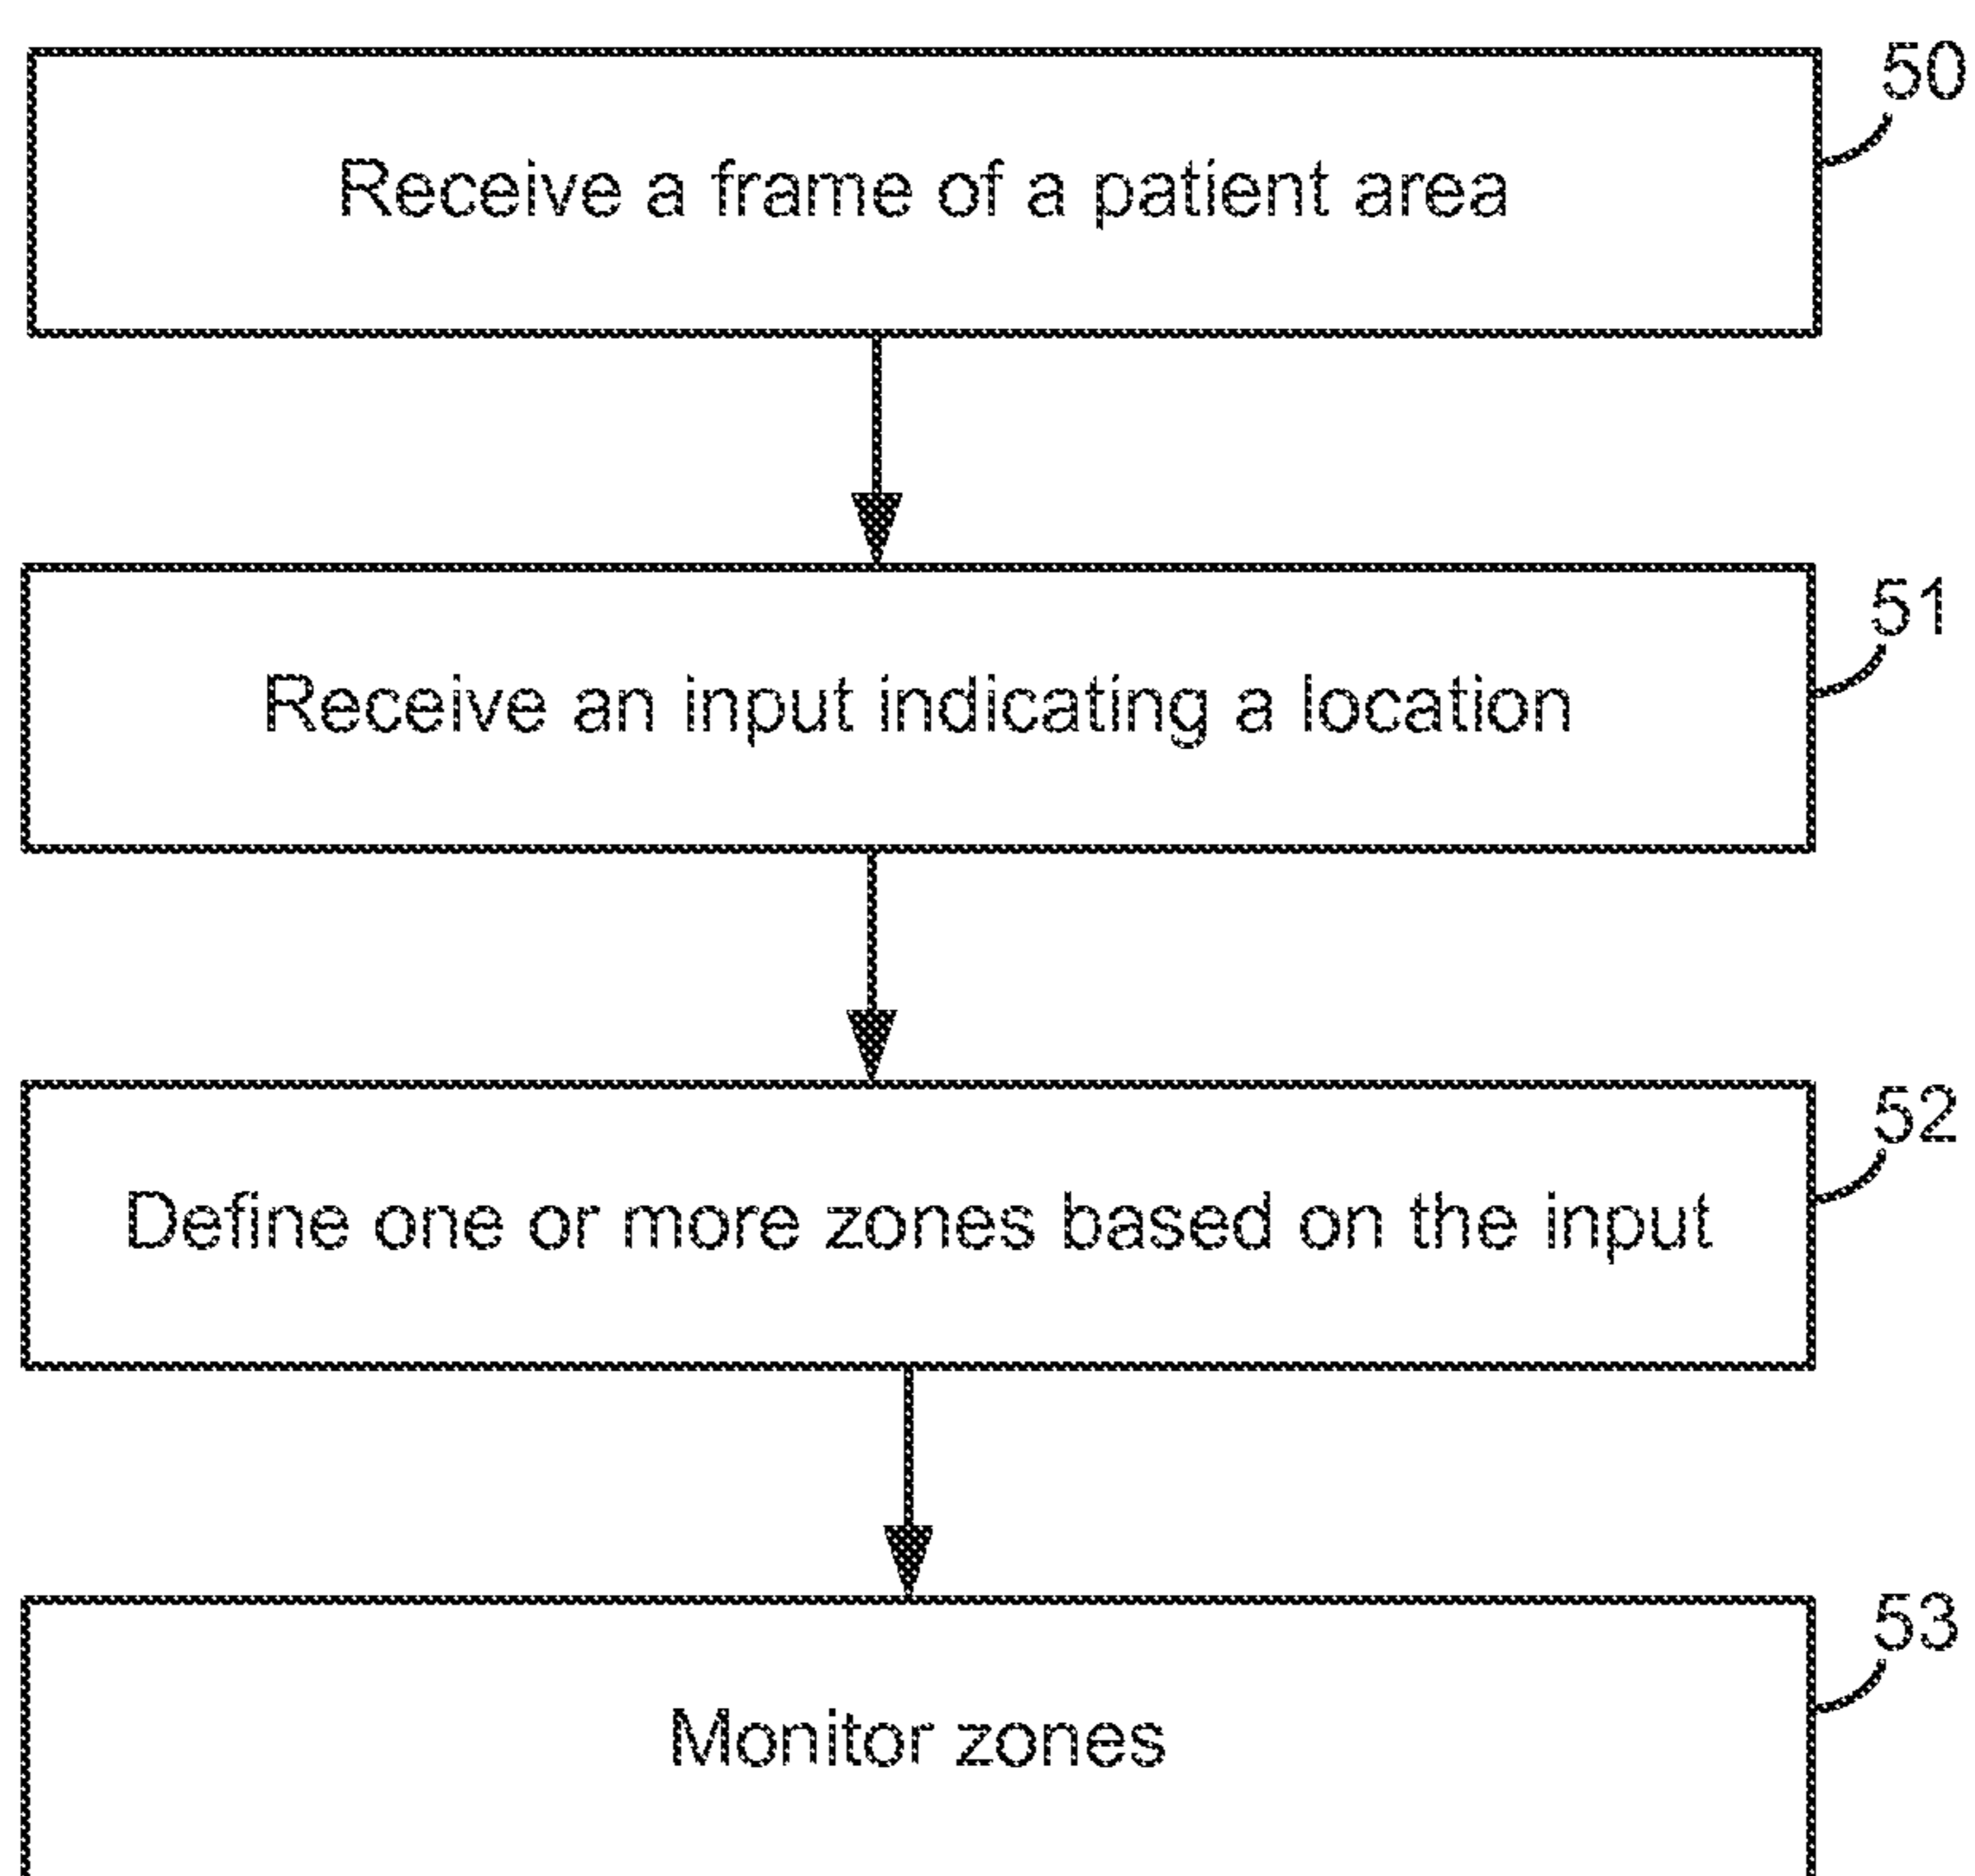 50
Receive a frame of a patient area
51
Receive an input indicating a location
52
Define one or more zones based on the input
53
Monitor zones